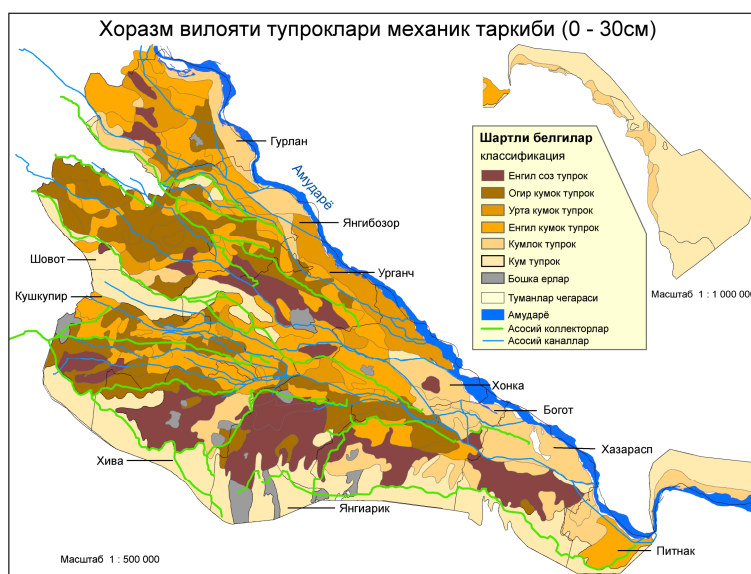 Хоразм вилояти тупроклари механик таркиби (0 - 30см)
Гурлан
Амударё
Янгибозор
Урганч
Шовот
Кушкупир
Хонка
Богот
Хазарасп
Хива
Янгиарик
Питнак
Шартли белгилар
классификация
Енгил соз тупрок
Огир кумок тупрок
Урта кумок тупрок
Енгил кумок тупрок
Кумлок тупрок
Кум тупрок
Бошка ерлар
Туманлар чегараси
Амударё
Асосий коллекторлар
Асосий каналлар
Масштаб 1 : 1 000 000
Масштаб 1 : 500 000